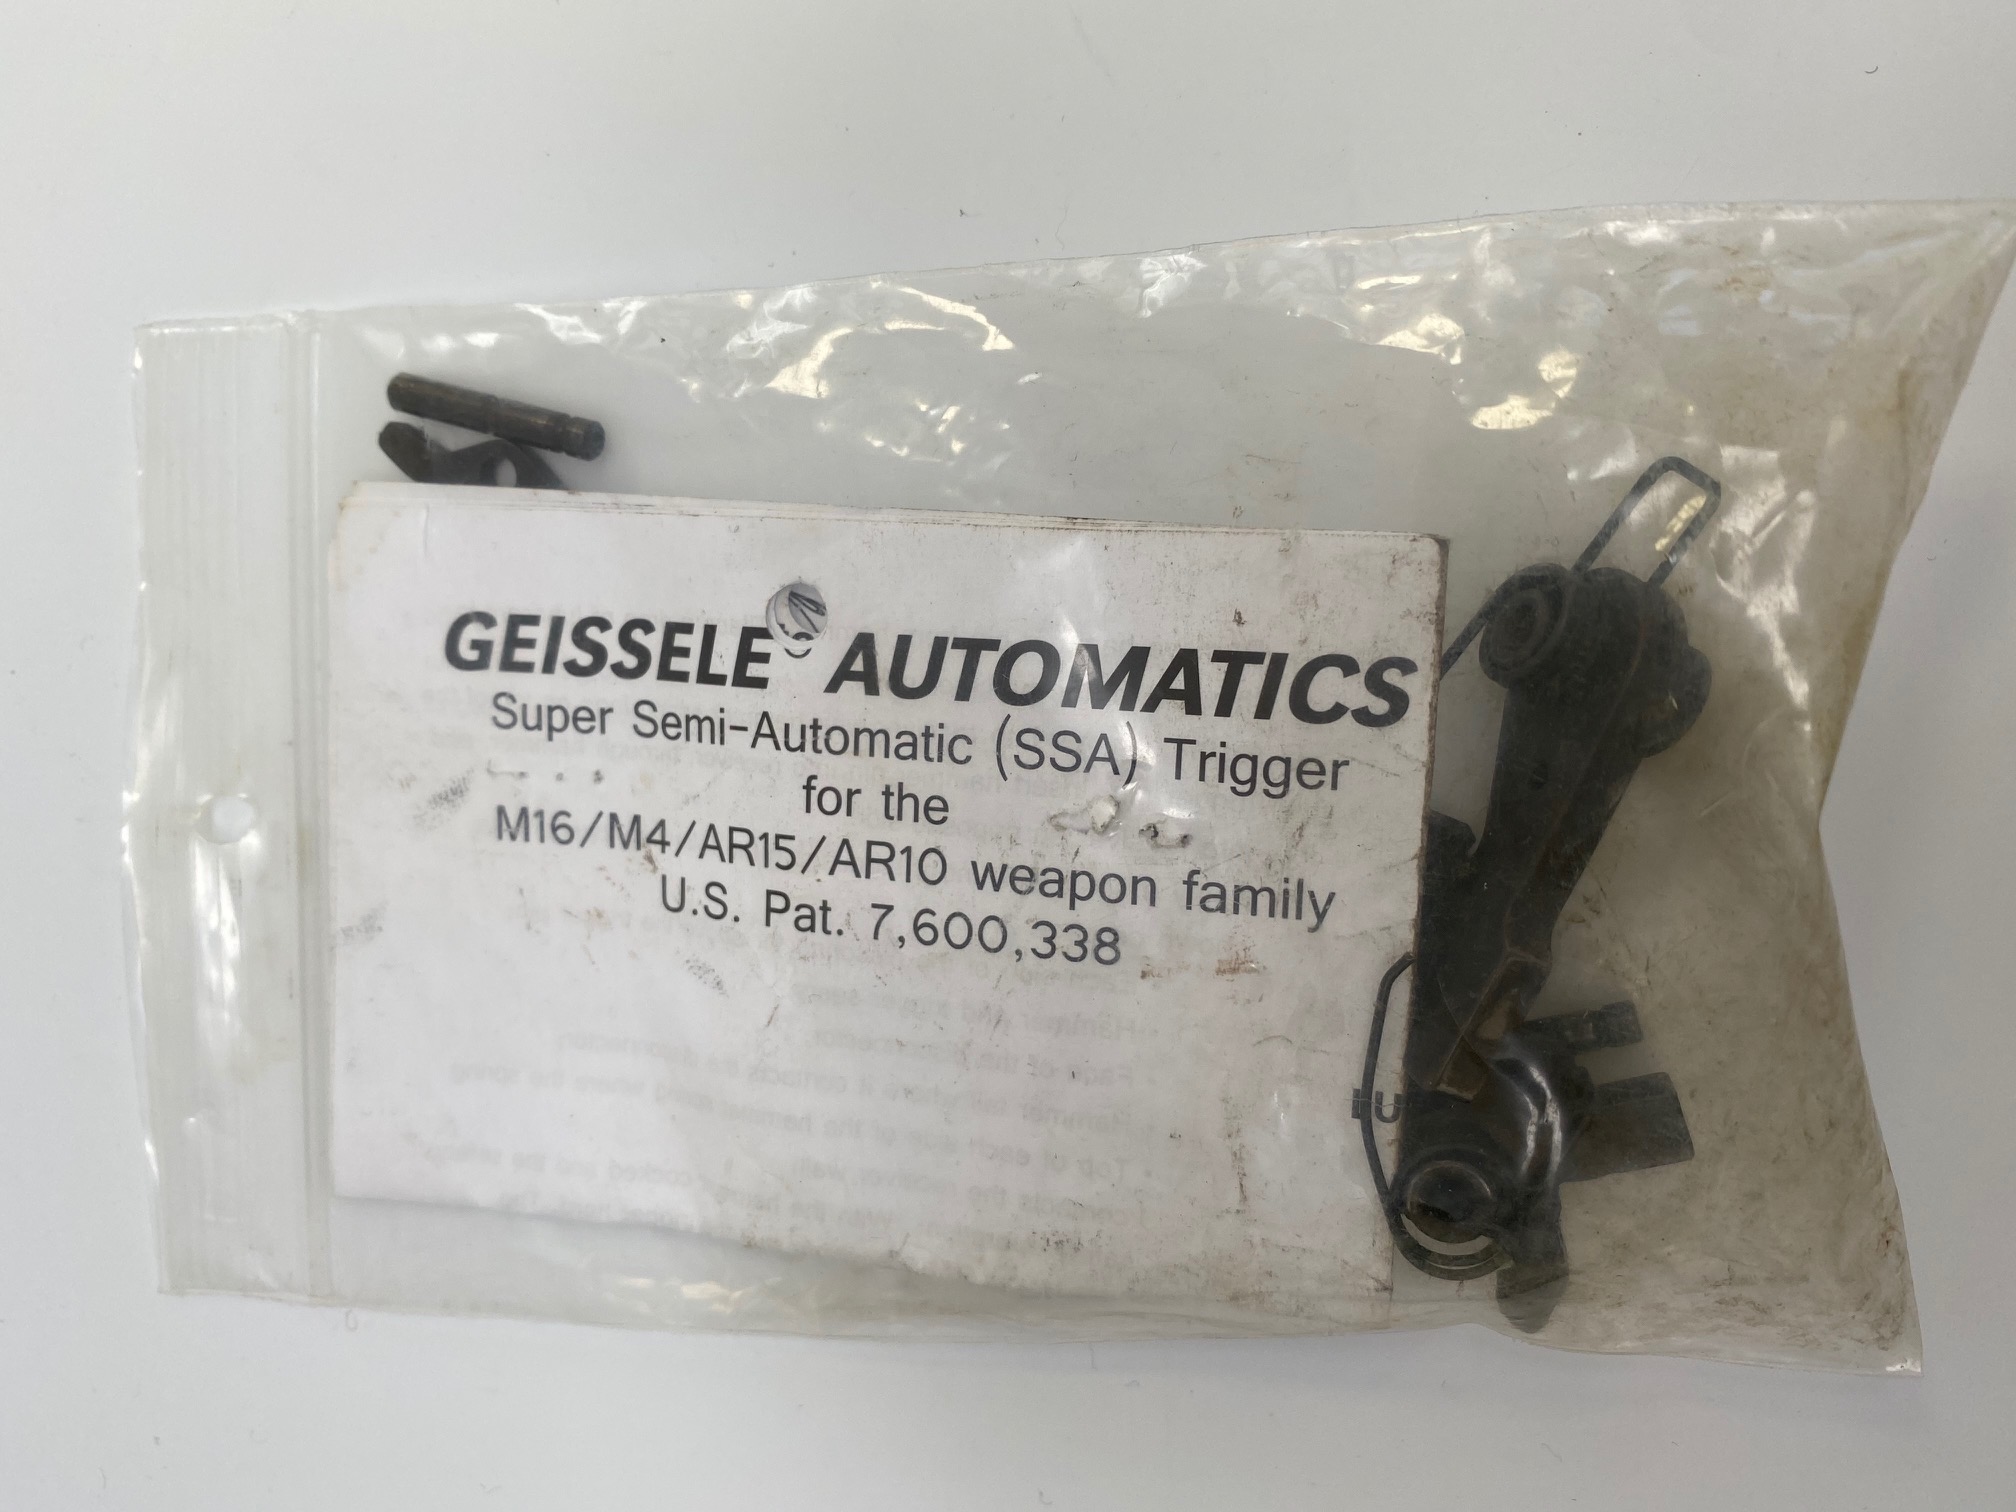 GEISSELE AUTOMATICS
Super Semi-Automatic (SSA) Trigger
for the
M16/M4/AR15/AR10 weapon family
U.S. Pat. 7,600,338
LU